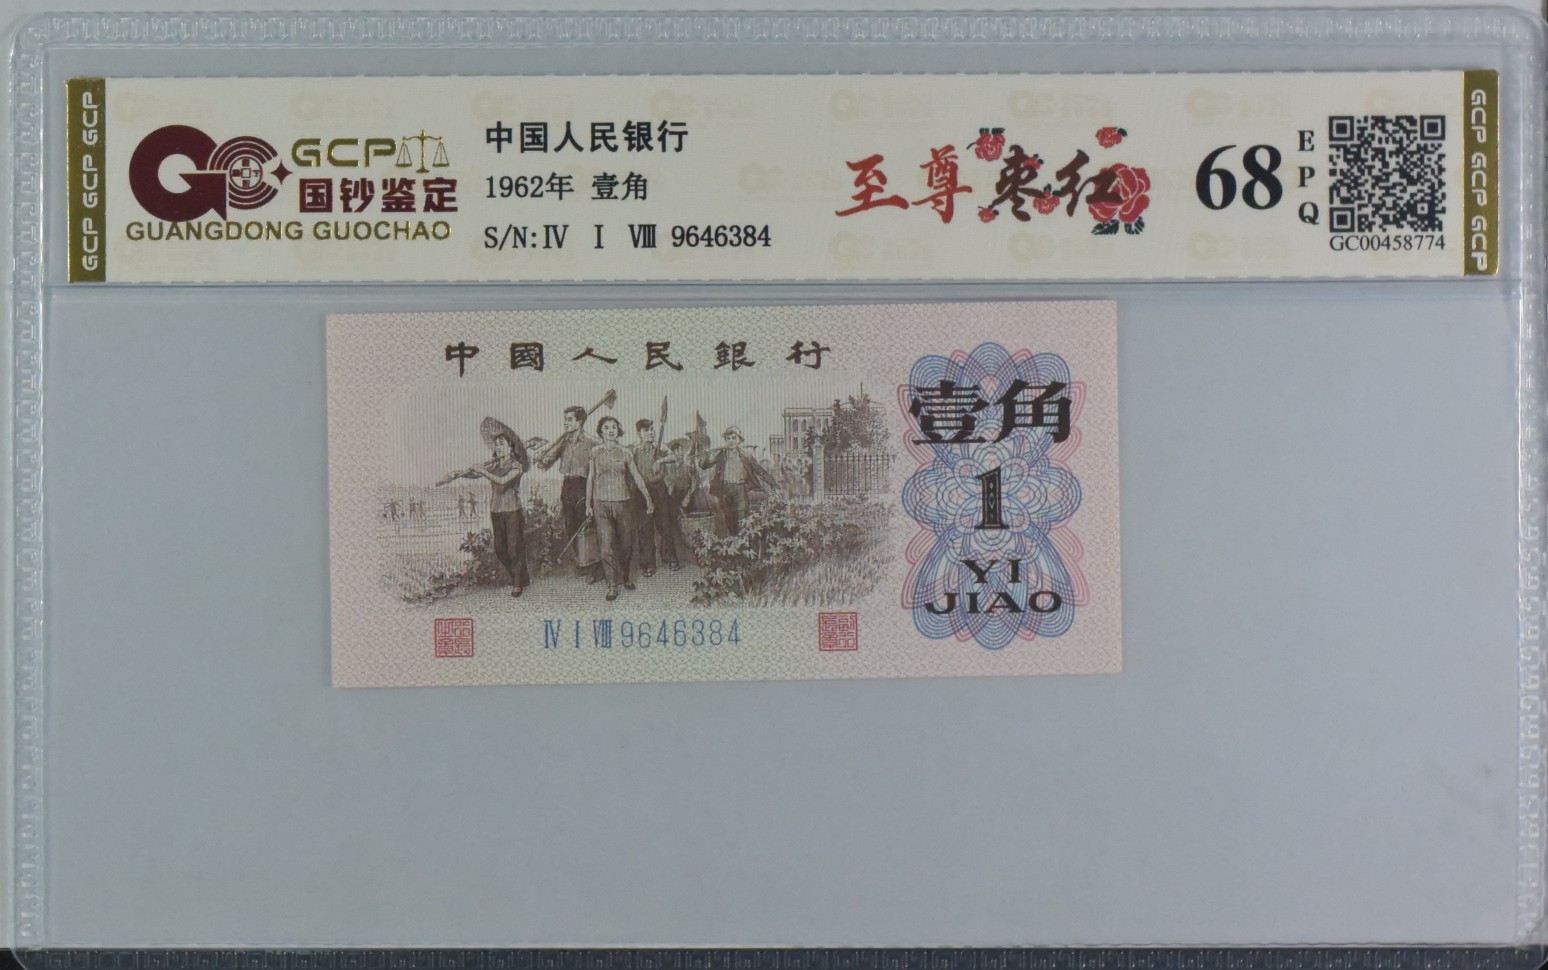 GCP GCP GCP
GCP
国钞鉴定
GUANGDONG GUOCHAO
中国人民银行
1962年 壹角
S/N:Ⅳ Ⅰ Ⅷ 9646384
至尊 枣红
68
EPQ
GC00458774
GCP GCP GCP
中國人民銀行
壹角
1
YI
JIAO
Ⅳ Ⅰ Ⅷ 9646384